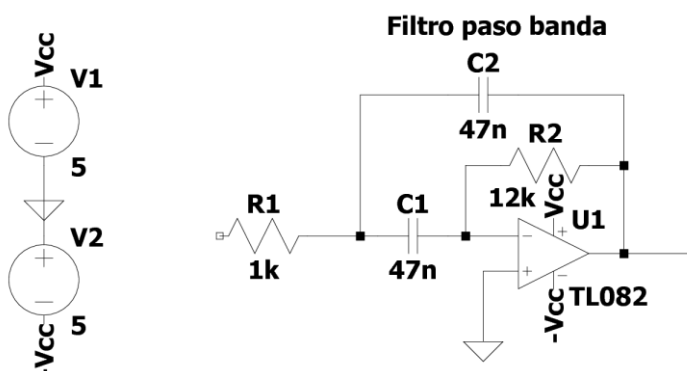 Filtro paso banda
Vcc
V1
5
V2
5
-Vcc
C2
47n
R2
12k
R1
1k
C1
47n
Vcc
U1
TL082
-Vcc